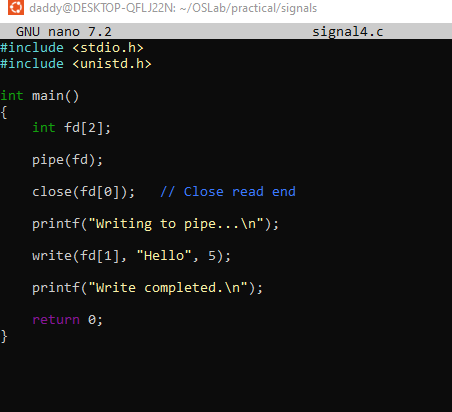 daddy@DESKTOP-QFLJ22N: ~/OSLab/practical/signals
GNU nano 7.2 signal4.c
#include <stdio.h>
#include <unistd.h>
int main()
{
    int fd[2];
    pipe(fd);
    close(fd[0]);   // Close read end
    printf("Writing to pipe...\n");
    write(fd[1], "Hello", 5);
    printf("Write completed.\n");
    return 0;
}